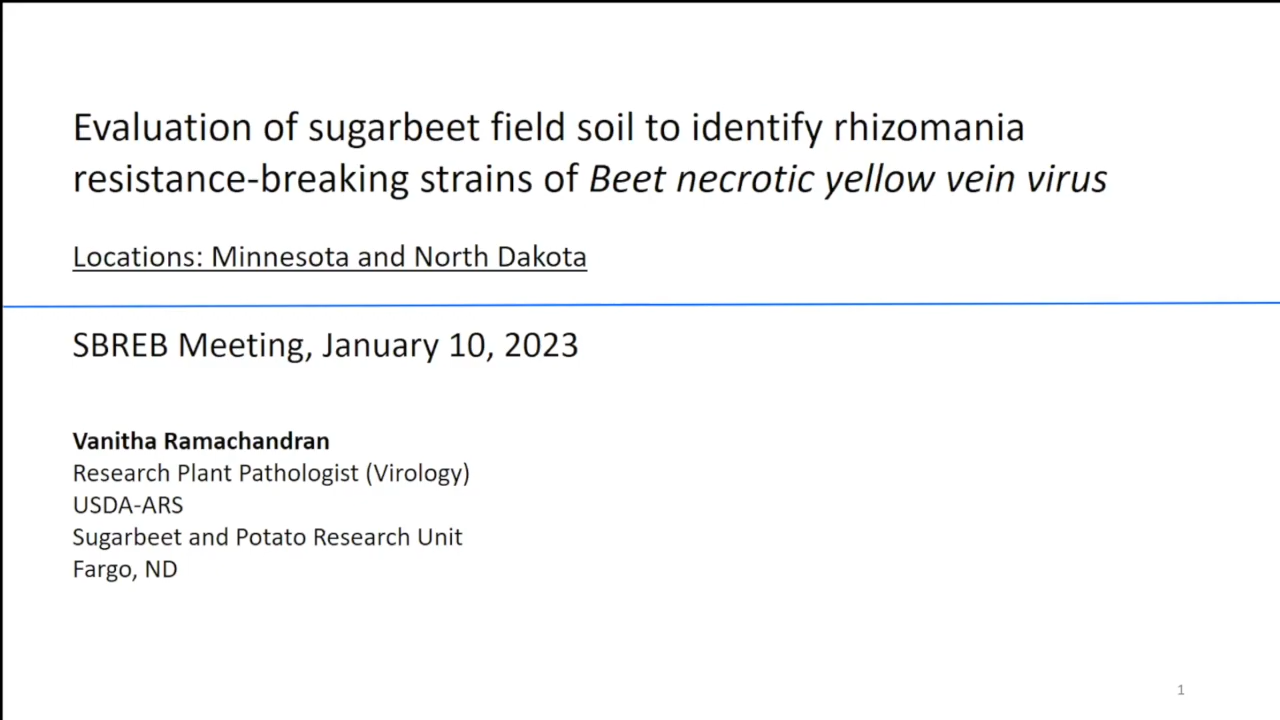 Evaluation of sugarbeet field soil to identify rhizomania
resistance-breaking strains of Beet necrotic yellow vein virus
Locations: Minnesota and North Dakota
SBREB Meeting, January 10, 2023
Vanitha Ramachandran
Research Plant Pathologist (Virology)
USDA-ARS
Sugarbeet and Potato Research Unit
Fargo, ND
1